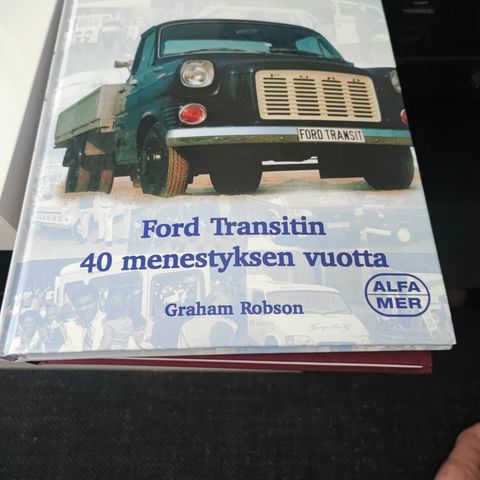 FORD
FORD TRANSIT
Ford Transitin
40 menestyksen vuotta
ALFA
MER
Graham Robson